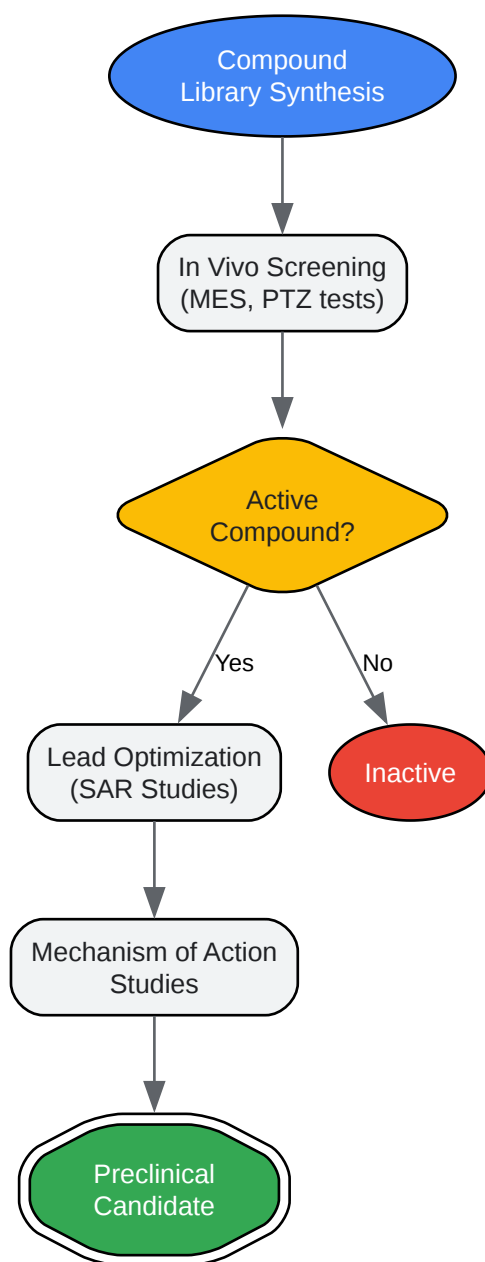 Compound
Library Synthesis
In Vivo Screening
(MES, PTZ tests)
Active
Compound?
Yes
No
Lead Optimization
(SAR Studies)
Inactive
Mechanism of Action
Studies
Preclinical
Candidate